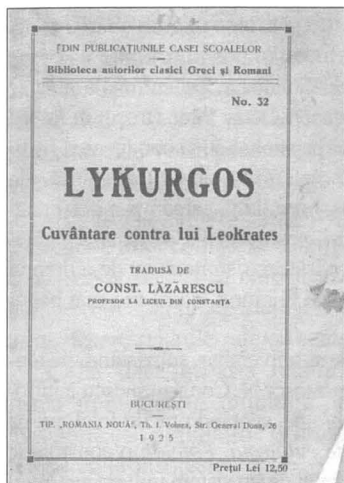 DIN PUBLICAȚIUNILE CASEI ȘCOALELOR
Biblioteca autorilor clasici Greci și Romani
No. 32
LYKURGOS
Cuvântare contra lui Leokrates
TRADUSĂ DE
CONST. LĂZĂRESCU
PROFESOR LA LICEUL DIN CONSTANȚA
BUCUREȘTI
TIP. „ROMANIA NOUĂ", Th. I. Voinea, Str. General Doua, 26
1925
Prețul Lei 12,50